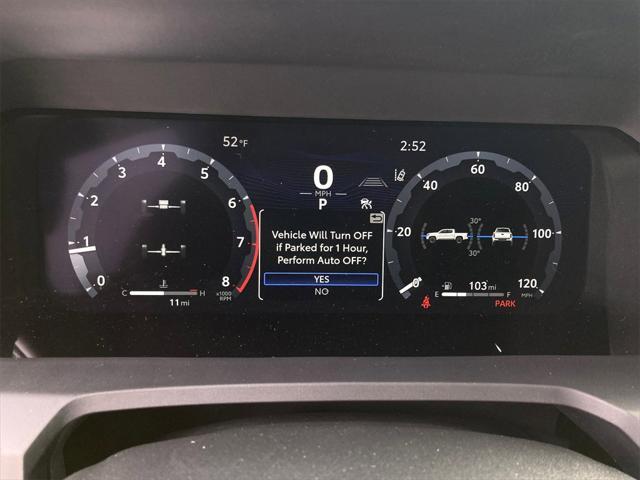 52°F
2:52
0
MPH
P
0 1 2 3 4 5 6 7 8
x1000 RPM
C H
11 mi
Vehicle Will Turn OFF
if Parked for 1 Hour,
Perform Auto OFF?
YES
NO
0 20 40 60 80 100 120
MPH
30°
30°
E F
103 mi
PARK